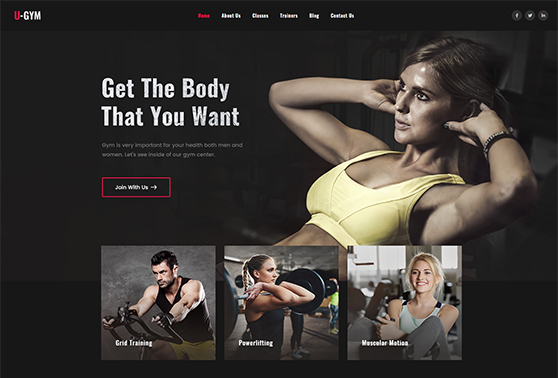 U-GYM
Home About Us Classes Trainers Blog Contact Us
Get The Body
That You Want
Gym is very important for your health both men and
women. Let's see inside of our gym center.
Join With Us
Grid Training
Powerlifting
Muscular Motion